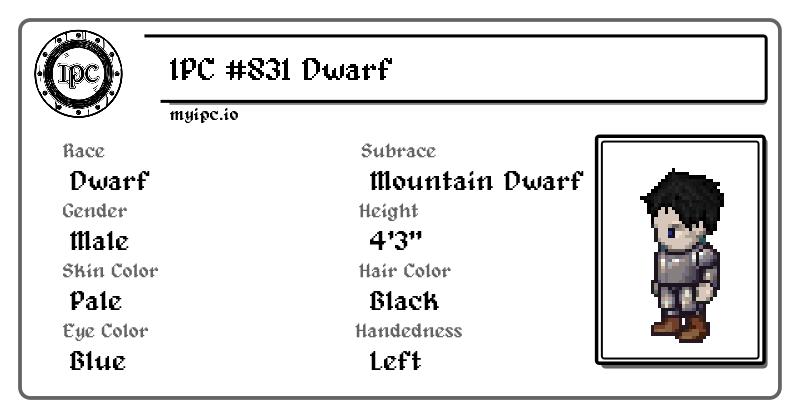 IPC
IPC #831 Dwarf
myipc.io
Race
Dwarf
Subrace
Mountain Dwarf
Gender
Male
Height
4'3"
Skin Color
Pale
Hair Color
Black
Eye Color
Blue
Handedness
Left